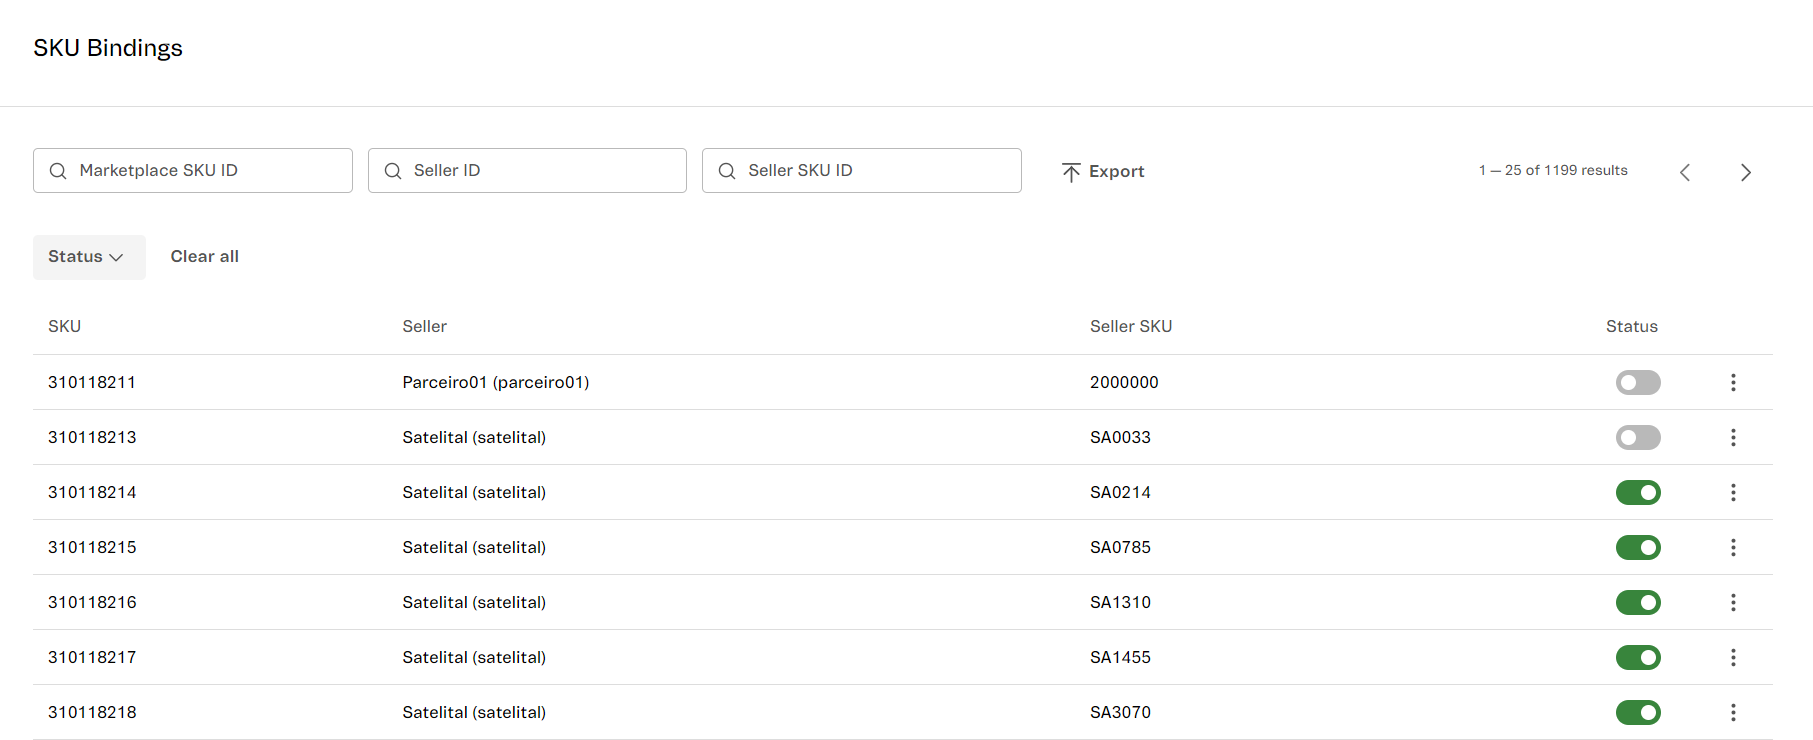 SKU Bindings
Marketplace SKU ID Seller ID Seller SKU ID Export 1 — 25 of 1199 results
Status Clear all
SKU Seller Seller SKU Status
310118211 Parceiro01 (parceiro01) 2000000
310118213 Satelital (satelital) SA0033
310118214 Satelital (satelital) SA0214
310118215 Satelital (satelital) SA0785
310118216 Satelital (satelital) SA1310
310118217 Satelital (satelital) SA1455
310118218 Satelital (satelital) SA3070